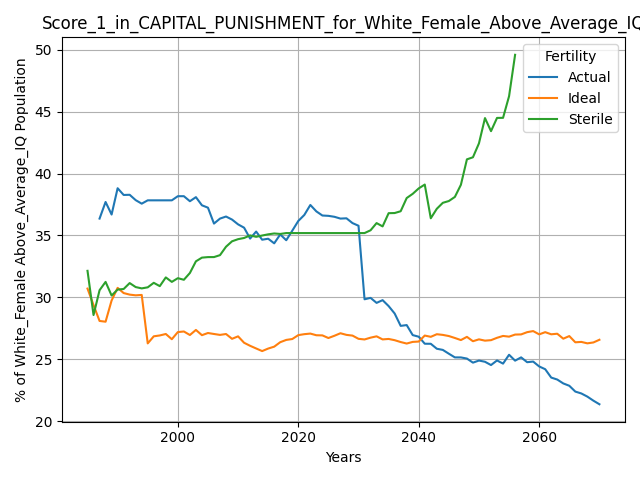 Score_1_in_CAPITAL_PUNISHMENT_for_White_Female_Above_Average_IQ
% of White_Female Above_Average_IQ Population
50
45
40
35
30
25
20
2000
2020
2040
2060
Years
Fertility
Actual
Ideal
Sterile